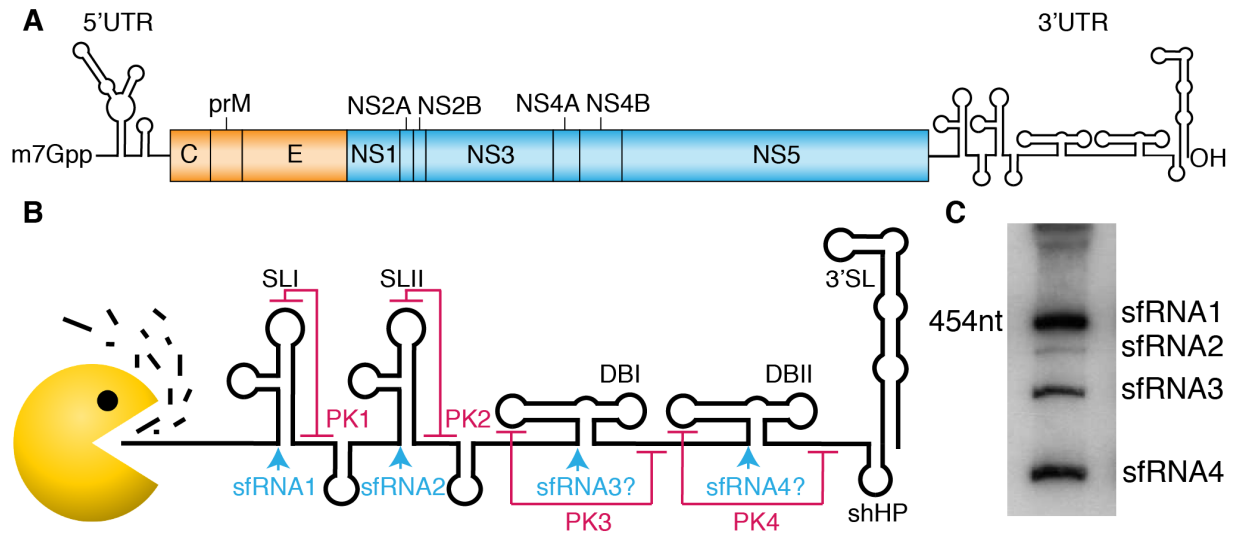 A
5'UTR
3'UTR
prM
NS2A
NS2B
NS4A
NS4B
m7Gpp
C
E
NS1
NS3
NS5
OH
B
C
SLI
SLII
3'SL
454nt
sfRNA1
sfRNA2
DBI
DBII
sfRNA3
PK1
PK2
sfRNA4
sfRNA1
sfRNA2
sfRNA3?
sfRNA4?
PK3
PK4
shHP